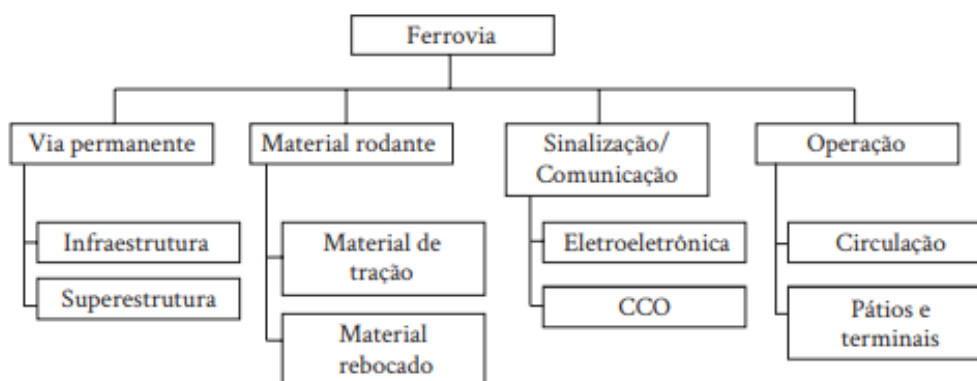 Ferrovia
Via permanente
Infraestrutura
Superestrutura
Material rodante
Material de
tração
Material
rebocado
Sinalização/
Comunicação
Eletroeletrônica
CCO
Operação
Circulação
Pátios e
terminais